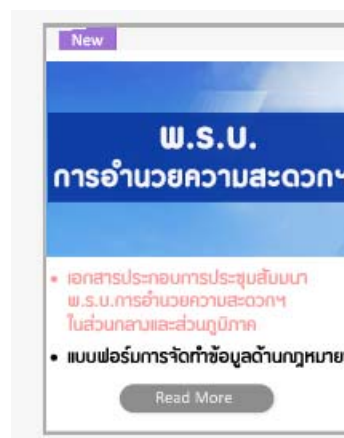 New
พ.ร.บ.
การอำนวยความสะดวกฯ
• เอกสารประกอบการประชุมสัมมนา
พ.ร.บ.การอำนวยความสะดวกฯ
ในส่วนกลางและส่วนภูมิภาค
• แบบฟอร์มการจัดทำข้อมูลด้านกฎหมาย
Read More